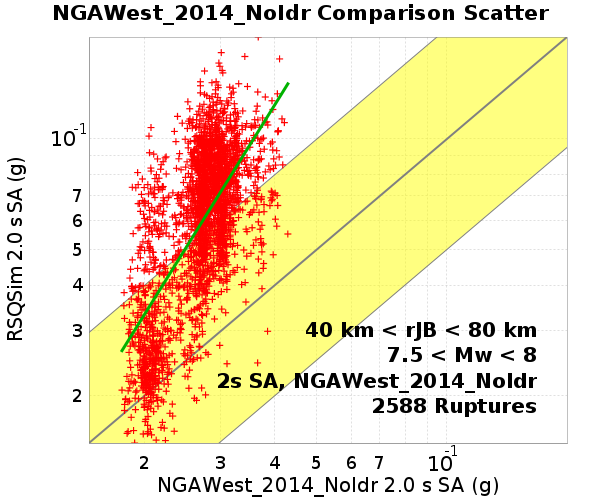 NGAWest_2014_NoIdr Comparison Scatter
RSQSim 2.0 s SA (g)
10-1
7
6
5
4
3
2
40 km < rJB < 80 km
7.5 < Mw < 8
2s SA, NGAWest_2014_NoIdr
2588 Ruptures
2 3 4 5 6 7 10-1
NGAWest_2014_NoIdr 2.0 s SA (g)